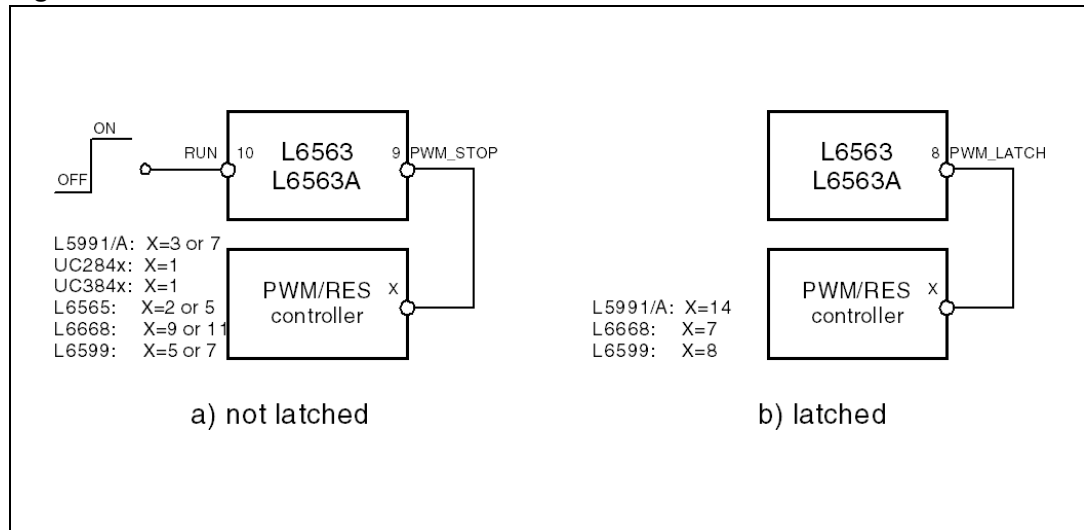 ON
OFF
RUN 10
L6563
L6563A
9 PWM_STOP
L5991/A: X=3 or 7
UC284x: X=1
UC384x: X=1
L6565: X=2 or 5
L6668: X=9 or 11
L6599: X=5 or 7
PWM/RES X
controller
a) not latched
L6563
L6563A
8 PWM_LATCH
L5991/A: X=14
L6668: X=7
L6599: X=8
PWM/RES X
controller
b) latched